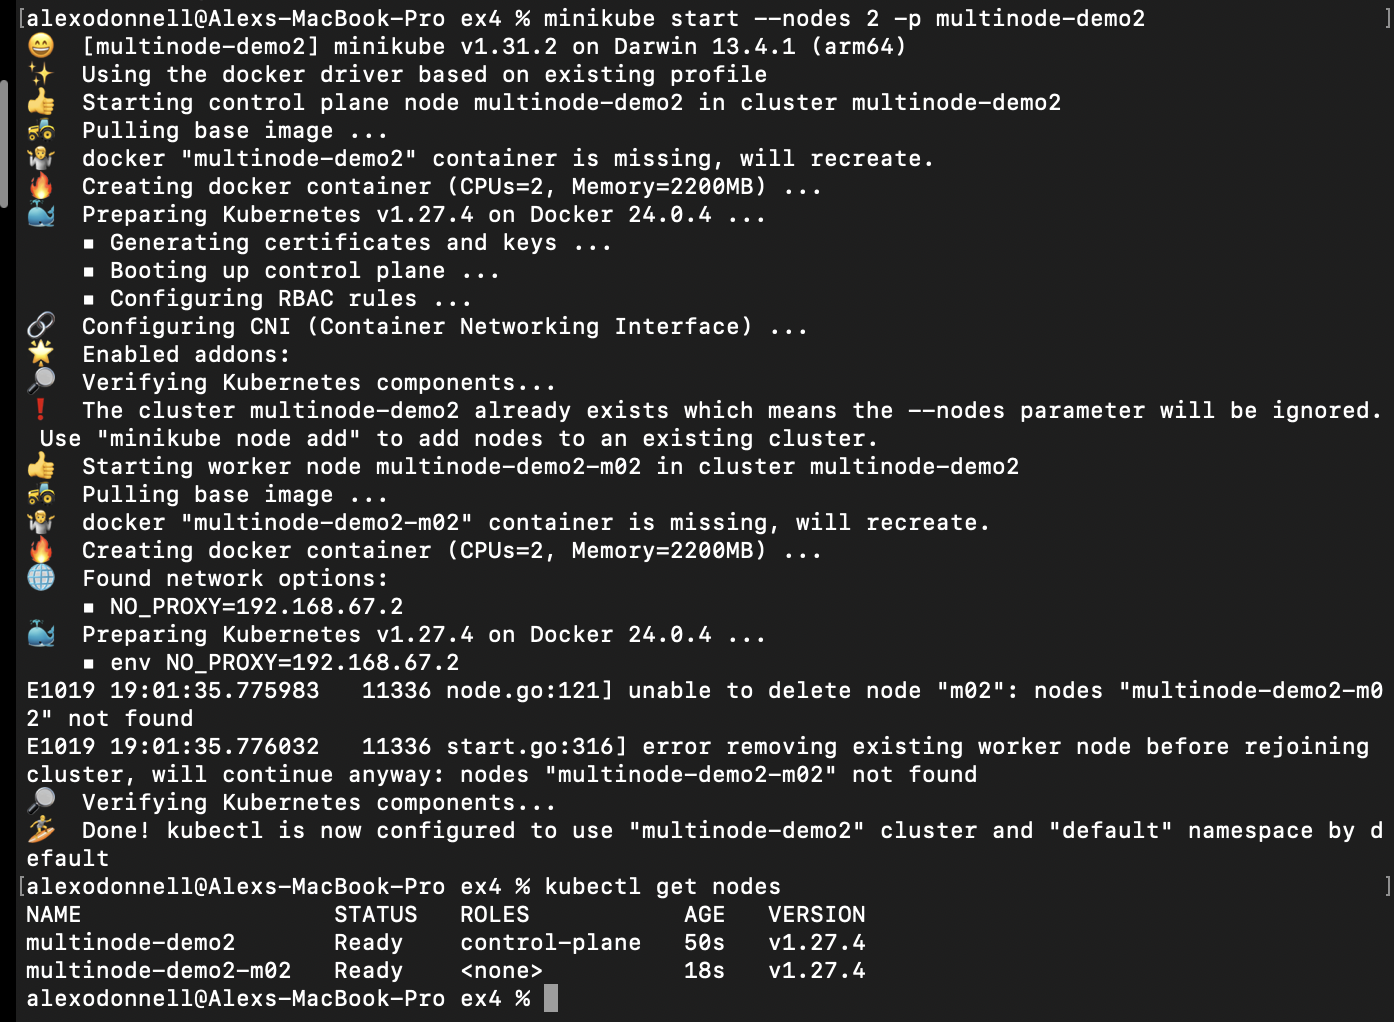 [alexodonnell@Alexs-MacBook-Pro ex4 % minikube start --nodes 2 -p multinode-demo2 ]
😄 [multinode-demo2] minikube v1.31.2 on Darwin 13.4.1 (arm64)
✨ Using the docker driver based on existing profile
👍 Starting control plane node multinode-demo2 in cluster multinode-demo2
🚜 Pulling base image ...
🤷 docker "multinode-demo2" container is missing, will recreate.
🔥 Creating docker container (CPUs=2, Memory=2200MB) ...
🐳 Preparing Kubernetes v1.27.4 on Docker 24.0.4 ...
▪ Generating certificates and keys ...
▪ Booting up control plane ...
▪ Configuring RBAC rules ...
🔗 Configuring CNI (Container Networking Interface) ...
🌟 Enabled addons:
🔎 Verifying Kubernetes components...
❗ The cluster multinode-demo2 already exists which means the --nodes parameter will be ignored.
Use "minikube node add" to add nodes to an existing cluster.
👍 Starting worker node multinode-demo2-m02 in cluster multinode-demo2
🚜 Pulling base image ...
🤷 docker "multinode-demo2-m02" container is missing, will recreate.
🔥 Creating docker container (CPUs=2, Memory=2200MB) ...
🌐 Found network options:
▪ NO_PROXY=192.168.67.2
🐳 Preparing Kubernetes v1.27.4 on Docker 24.0.4 ...
▪ env NO_PROXY=192.168.67.2
E1019 19:01:35.775983 11336 node.go:121] unable to delete node "m02": nodes "multinode-demo2-m0
2" not found
E1019 19:01:35.776032 11336 start.go:316] error removing existing worker node before rejoining
cluster, will continue anyway: nodes "multinode-demo2-m02" not found
🔎 Verifying Kubernetes components...
🏄 Done! kubectl is now configured to use "multinode-demo2" cluster and "default" namespace by d
efault
[alexodonnell@Alexs-MacBook-Pro ex4 % kubectl get nodes ]
NAME STATUS ROLES AGE VERSION
multinode-demo2 Ready control-plane 50s v1.27.4
multinode-demo2-m02 Ready <none> 18s v1.27.4
alexodonnell@Alexs-MacBook-Pro ex4 %